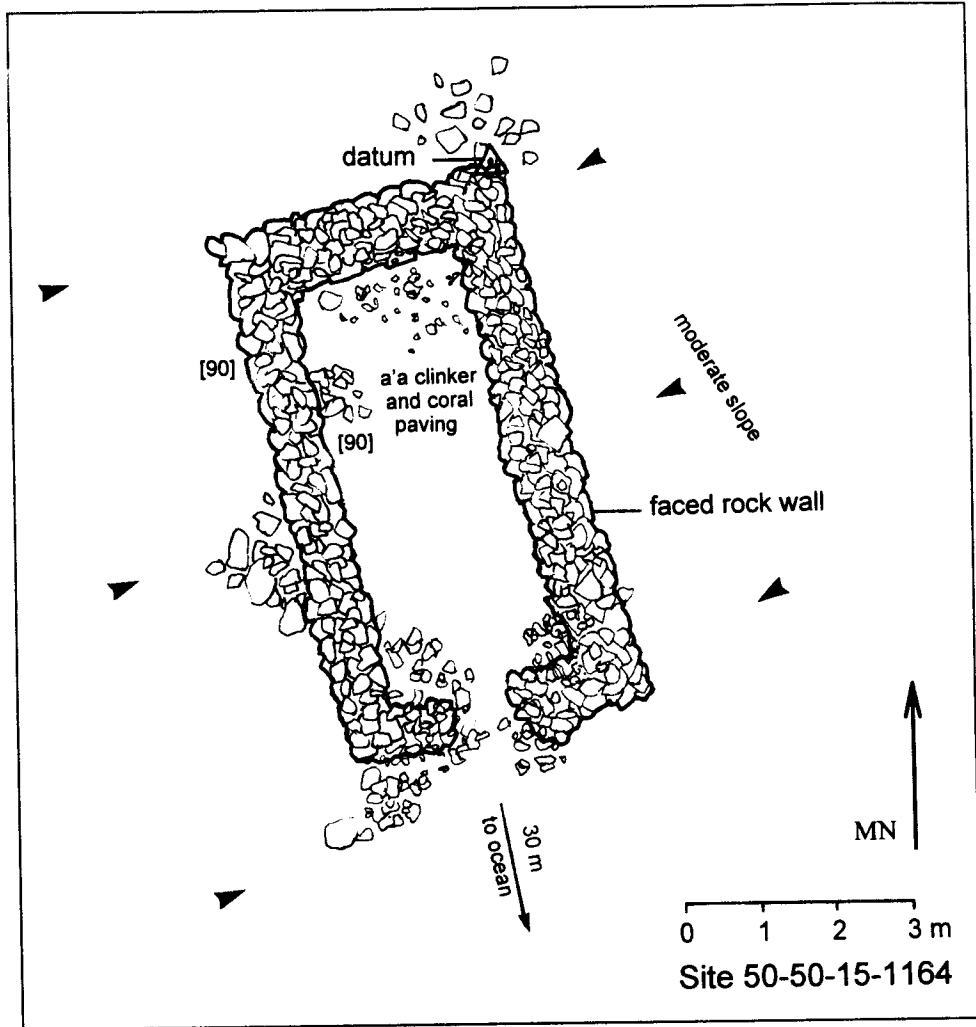 datum
[90]
a'a clinker
and coral
paving
[90]
moderate slope
faced rock wall
30 m
to ocean
MN
0 1 2 3 m
Site 50-50-15-1164